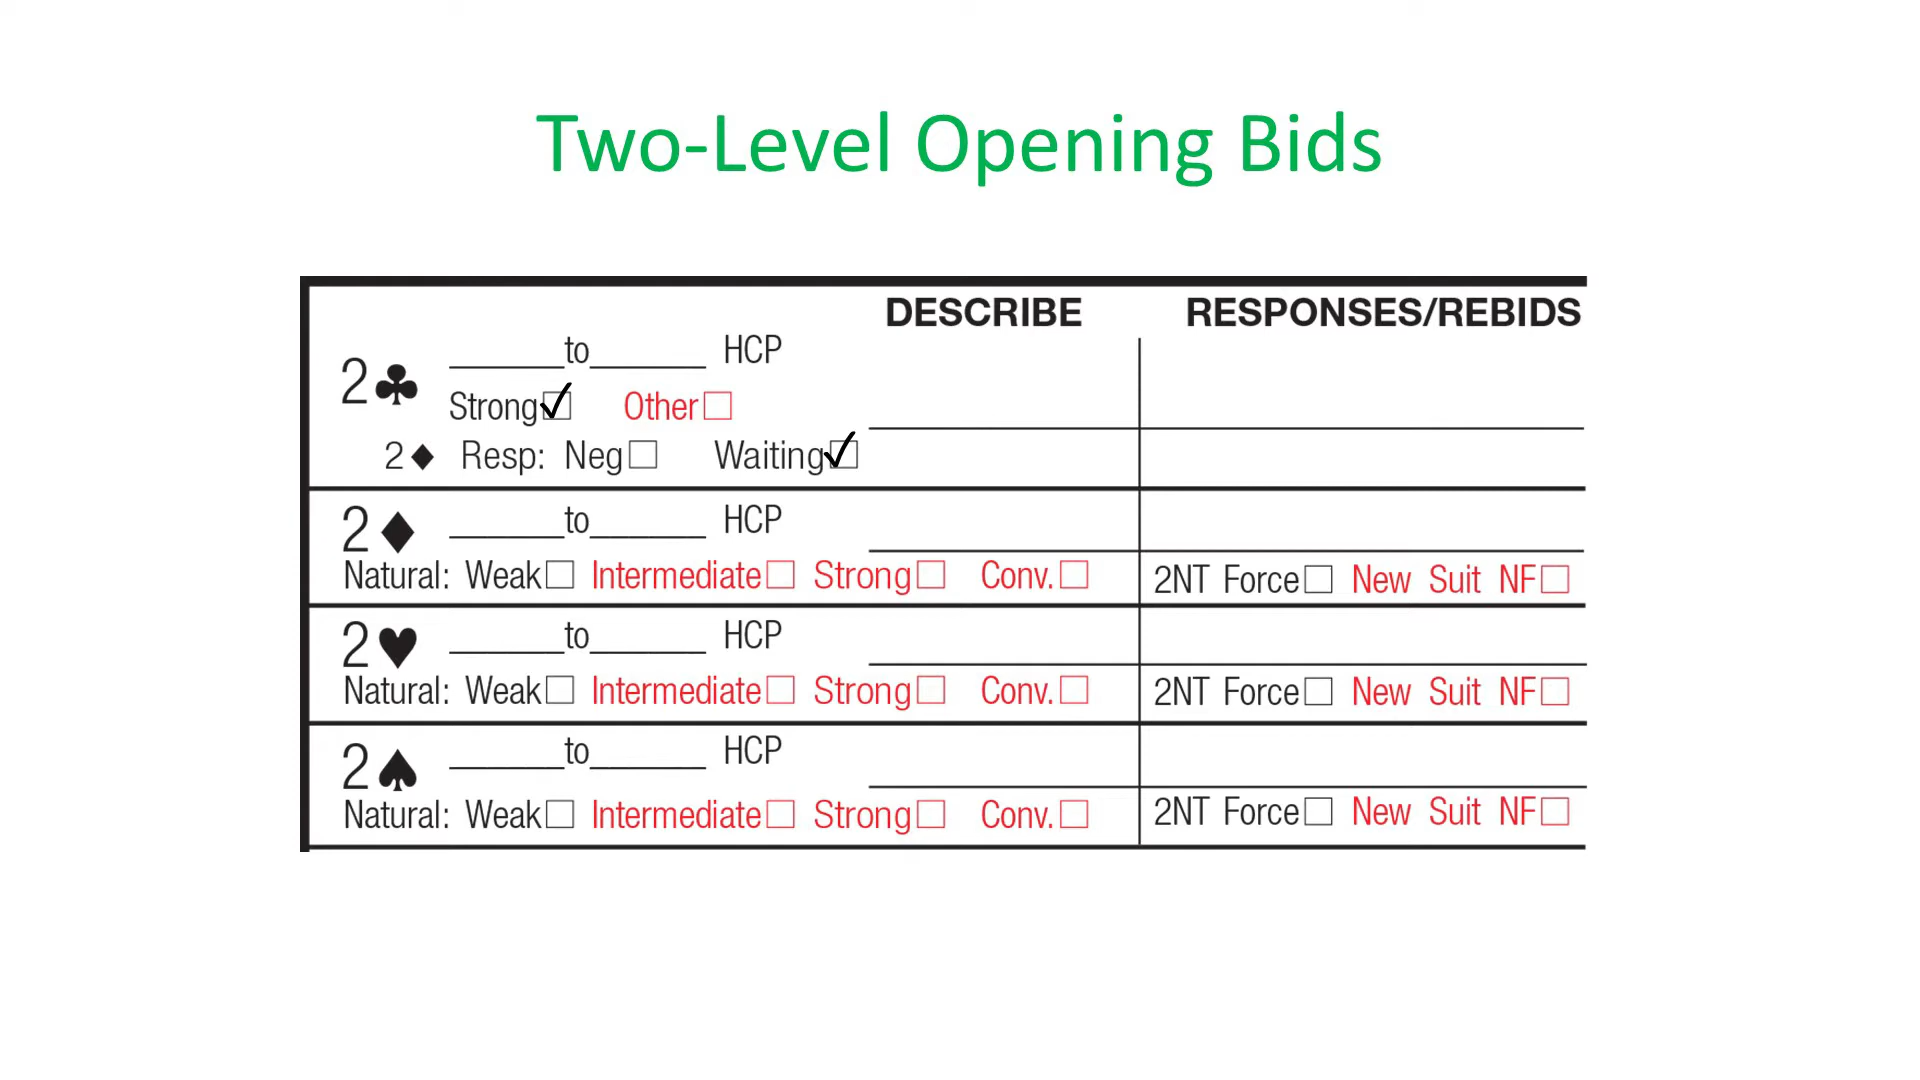 Two-Level Opening Bids
DESCRIBE RESPONSES/REBIDS
2♣ ______to______ HCP
Strong☑ Other☐
2♦ Resp: Neg☐ Waiting☑
2♦ ______to______ HCP
Natural: Weak☐ Intermediate☐ Strong☐ Conv.☐ 2NT Force☐ New Suit NF☐
2♥ ______to______ HCP
Natural: Weak☐ Intermediate☐ Strong☐ Conv.☐ 2NT Force☐ New Suit NF☐
2♠ ______to______ HCP
Natural: Weak☐ Intermediate☐ Strong☐ Conv.☐ 2NT Force☐ New Suit NF☐